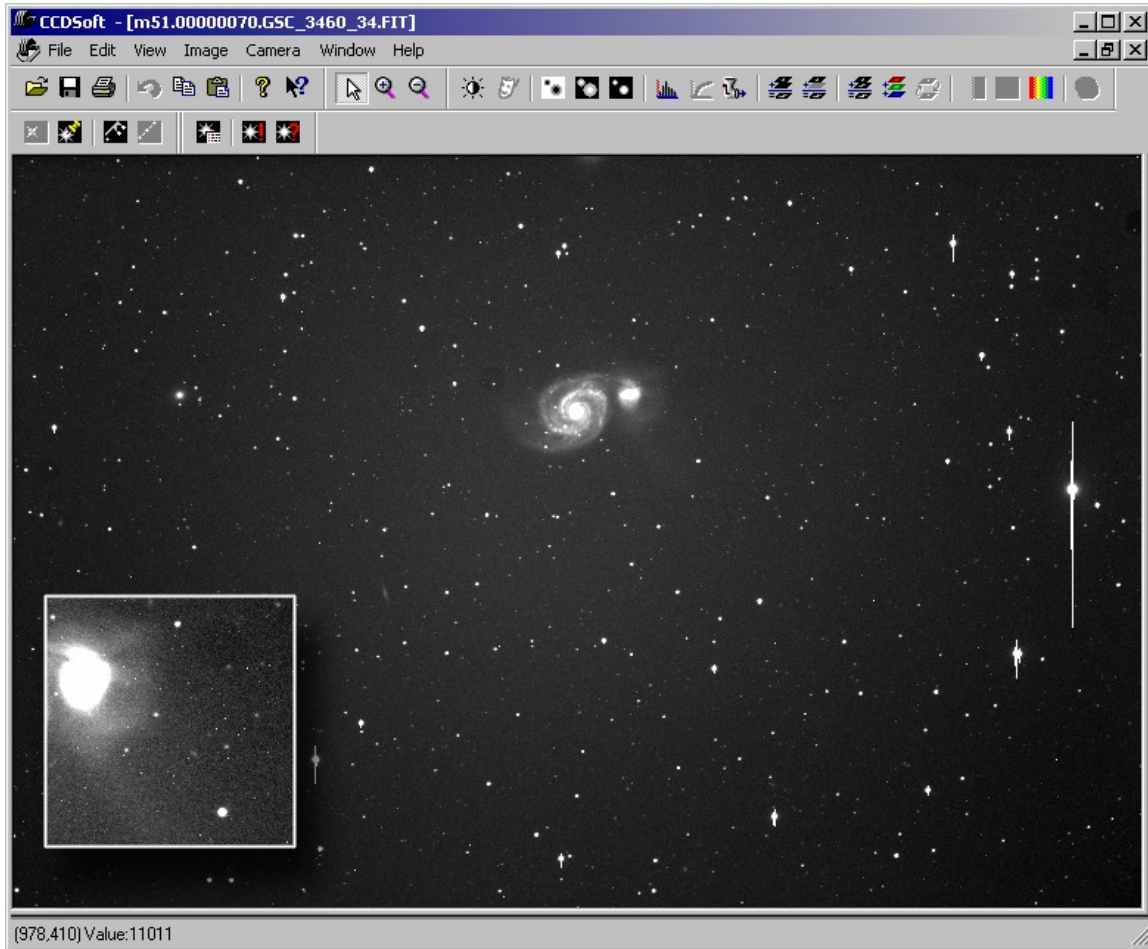 CCDSoft - [m51.00000070.GSC_3460_34.FIT]
File Edit View Image Camera Window Help
(978,410) Value:11011